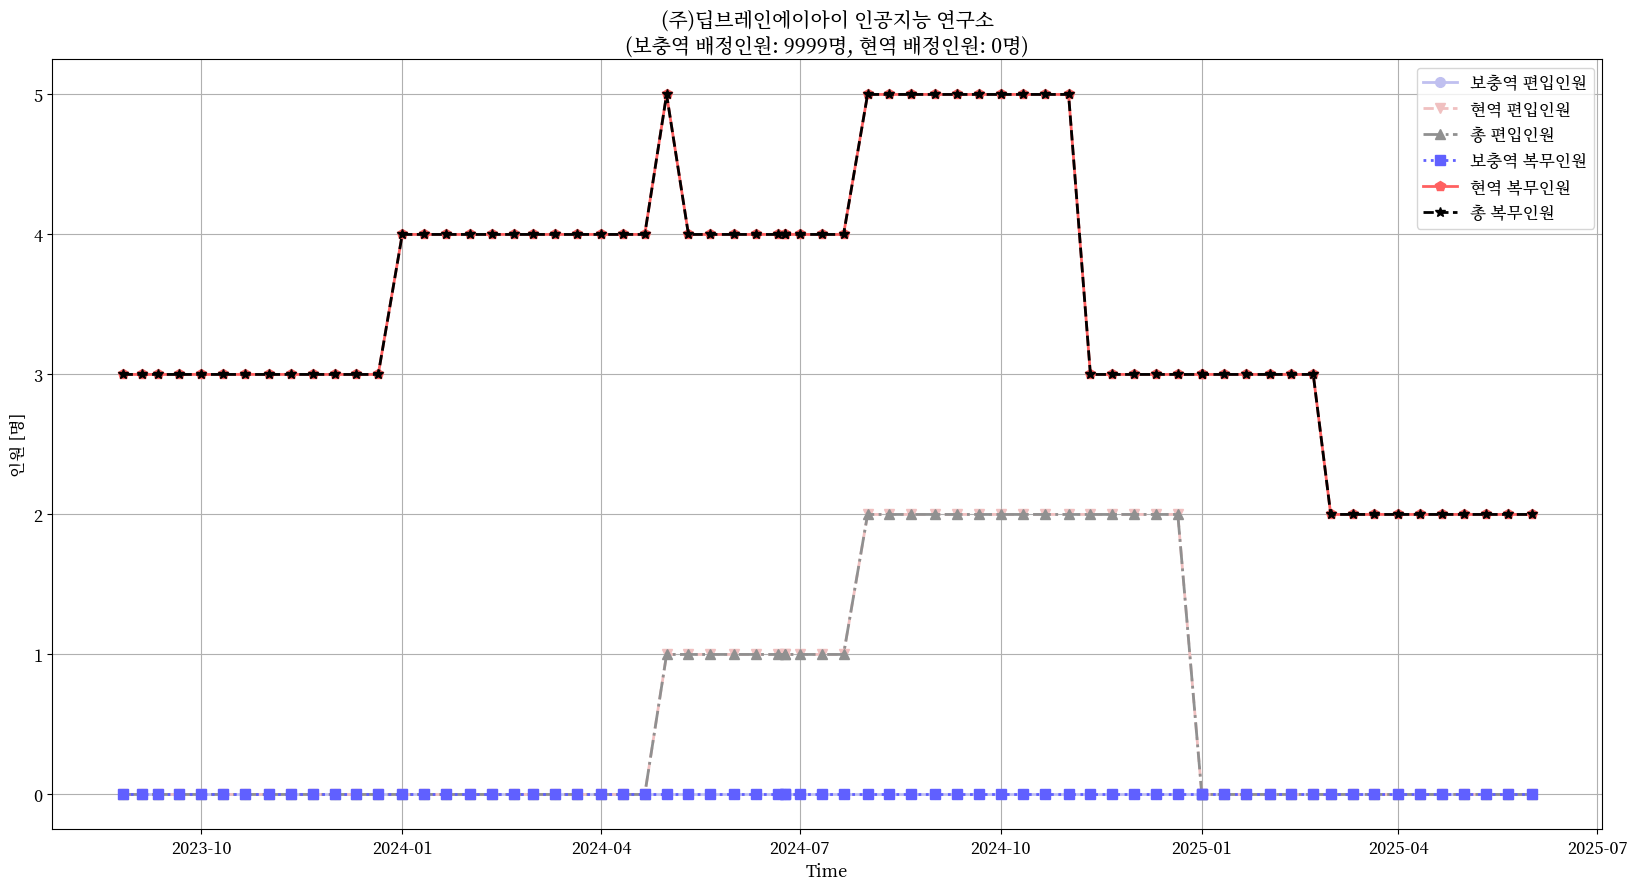 (주)딥브레인에이아이 인공지능 연구소
(보충역 배정인원: 9999명, 현역 배정인원: 0명)
보충역 편입인원
현역 편입인원
총 편입인원
보충역 복무인원
현역 복무인원
총 복무인원
인원 [명]
5
4
3
2
1
0
2023-10
2024-01
2024-04
2024-07
2024-10
2025-01
2025-04
2025-07
Time